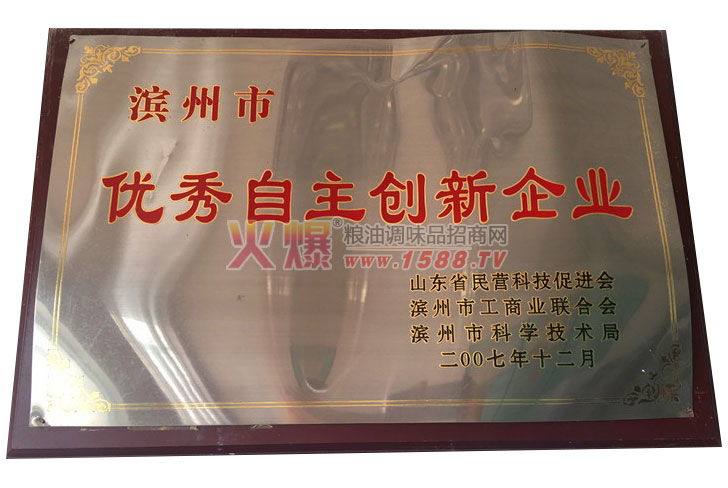 滨州市
优秀自主创新企业
火爆®粮油调味品招商网
www.1588.TV
山东省民营科技促进会
滨州市工商业联合会
滨州市科学技术局
二00七年十二月